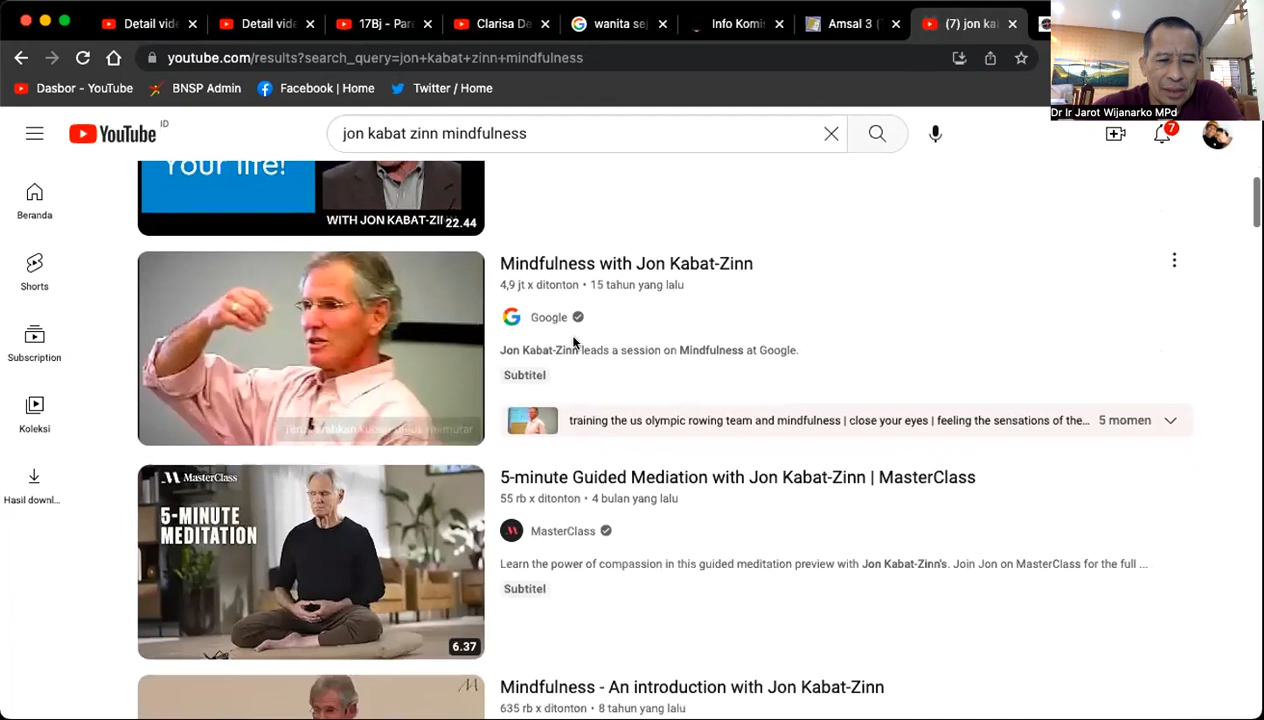 Detail vide
Detail vid
17Bj - Par
Clarisa De
wanita sej
Info Komis
Amsal 3 (
(7) jon ka
youtube.com/results?search_query=jon+kabat+zinn+mindfulness
Dasbor - YouTube
BNSP Admin
Facebook | Home
Twitter / Home
Dr Ir Jarot Wijanarko MPd
YouTube ID
jon kabat zinn mindfulness
7
Beranda
Shorts
Subscription
Koleksi
Hasil downl...
Your life!
WITH JON KABAT-ZI
22.44
Mindfulness with Jon Kabat-Zinn
4,9 jt x ditonton • 15 tahun yang lalu
Google
Jon Kabat-Zinn leads a session on Mindfulness at Google.
Subtitel
training the us olympic rowing team and mindfulness | close your eyes | feeling the sensations of the...
5 momen
MasterClass
5-MINUTE
MEDITATION
6.37
5-minute Guided Mediation with Jon Kabat-Zinn | MasterClass
55 rb x ditonton • 4 bulan yang lalu
MasterClass
Learn the power of compassion in this guided meditation preview with Jon Kabat-Zinn's. Join Jon on MasterClass for the full ...
Subtitel
Mindfulness - An introduction with Jon Kabat-Zinn
635 rb x ditonton • 8 tahun yang lalu